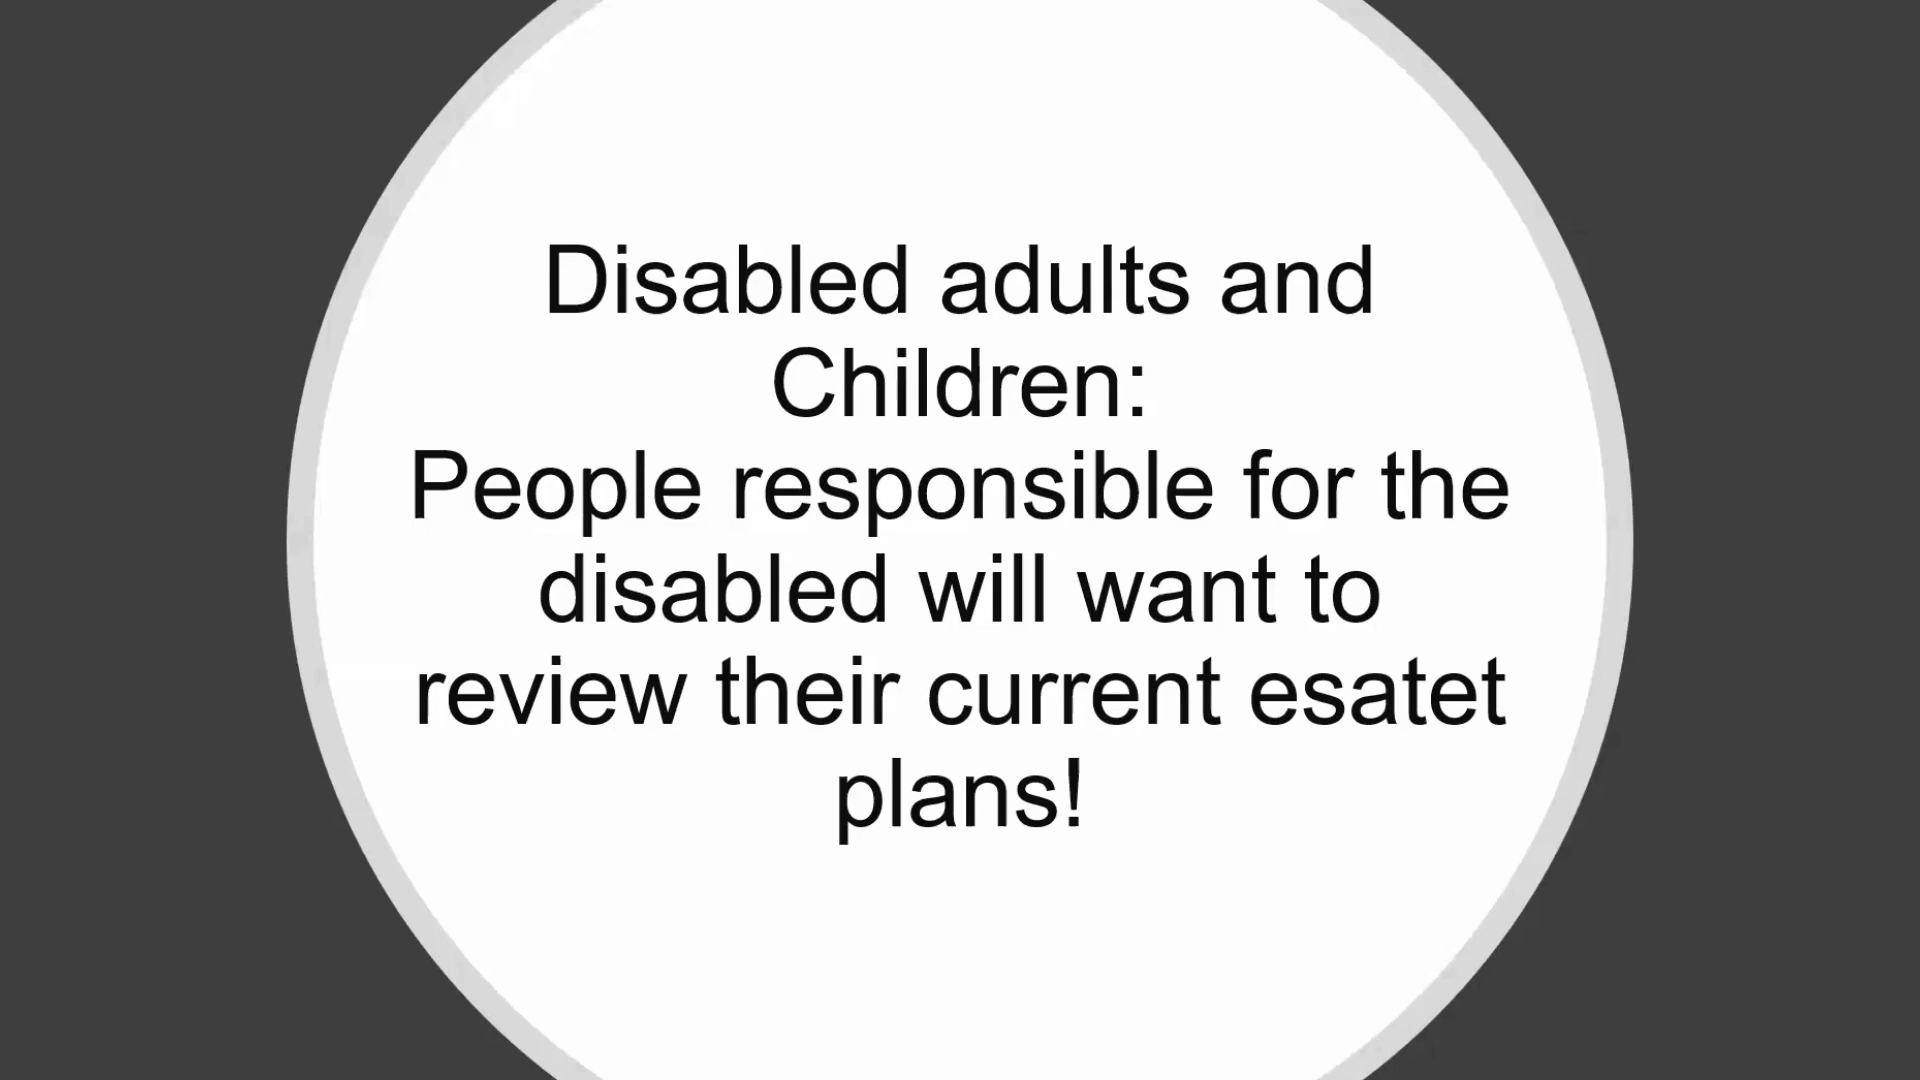 Disabled adults and
Children:
People responsible for the
disabled will want to
review their current esatet
plans!